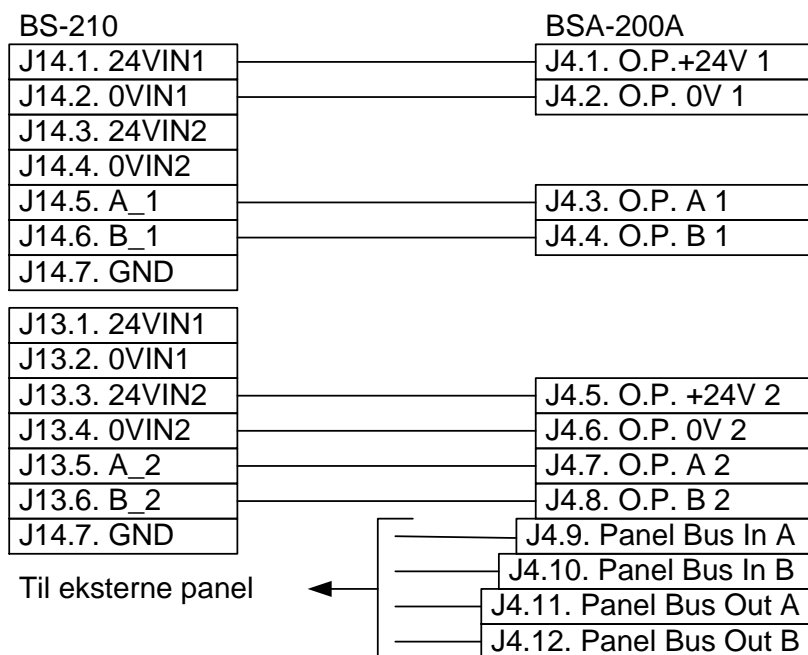 BS-210
BSA-200A
J14.1. 24VIN1
J4.1. O.P.+24V 1
J14.2. 0VIN1
J4.2. O.P. 0V 1
J14.3. 24VIN2
J14.4. 0VIN2
J14.5. A_1
J4.3. O.P. A 1
J14.6. B_1
J4.4. O.P. B 1
J14.7. GND
J13.1. 24VIN1
J13.2. 0VIN1
J13.3. 24VIN2
J4.5. O.P. +24V 2
J13.4. 0VIN2
J4.6. O.P. 0V 2
J13.5. A_2
J4.7. O.P. A 2
J13.6. B_2
J4.8. O.P. B 2
J14.7. GND
J4.9. Panel Bus In A
J4.10. Panel Bus In B
Til eksterne panel
J4.11. Panel Bus Out A
J4.12. Panel Bus Out B